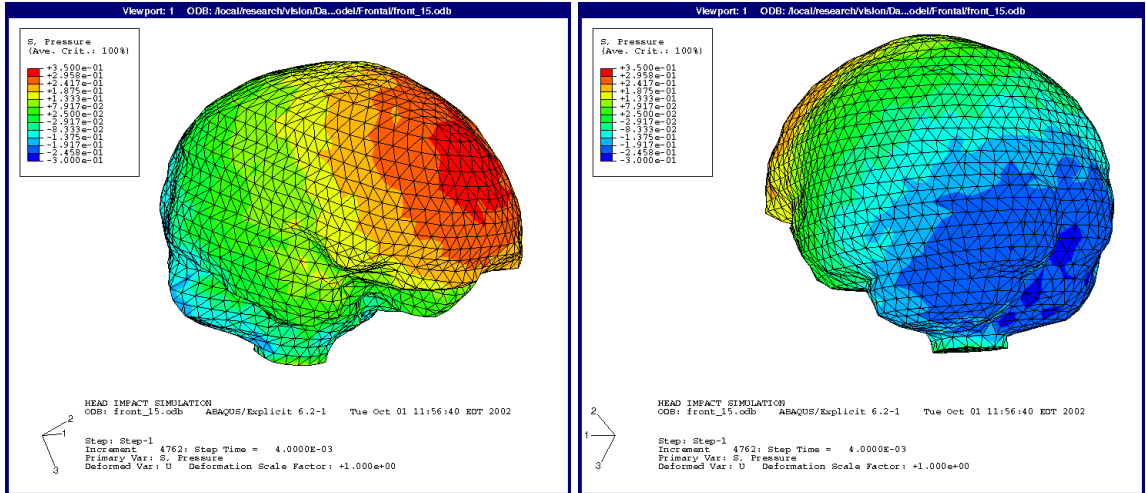 Viewport: 1 ODB: /local/research/vision/Da...odel/Frontal/front_15.odb
S, Pressure
(Ave. Crit.: 100%)
+3.500e-01
+2.958e-01
+2.417e-01
+1.875e-01
+1.333e-01
+7.917e-02
+2.500e-02
-2.917e-02
-8.333e-02
-1.375e-01
-1.917e-01
-2.458e-01
-3.000e-01
2
1
3
HEAD IMPACT SIMULATION
ODB: front_15.odb ABAQUS/Explicit 6.2-1 Tue Oct 01 11:56:40 EDT 2002
Step: Step-1
Increment 4762: Step Time = 4.0000E-03
Primary Var: S, Pressure
Deformed Var: U Deformation Scale Factor: +1.000e+00
Viewport: 1 ODB: /local/research/vision/Da...odel/Frontal/front_15.odb
S, Pressure
(Ave. Crit.: 100%)
+3.500e-01
+2.958e-01
+2.417e-01
+1.875e-01
+1.333e-01
+7.917e-02
+2.500e-02
-2.917e-02
-8.333e-02
-1.375e-01
-1.917e-01
-2.458e-01
-3.000e-01
2
1
3
HEAD IMPACT SIMULATION
ODB: front_15.odb ABAQUS/Explicit 6.2-1 Tue Oct 01 11:56:40 EDT 2002
Step: Step-1
Increment 4762: Step Time = 4.0000E-03
Primary Var: S, Pressure
Deformed Var: U Deformation Scale Factor: +1.000e+00